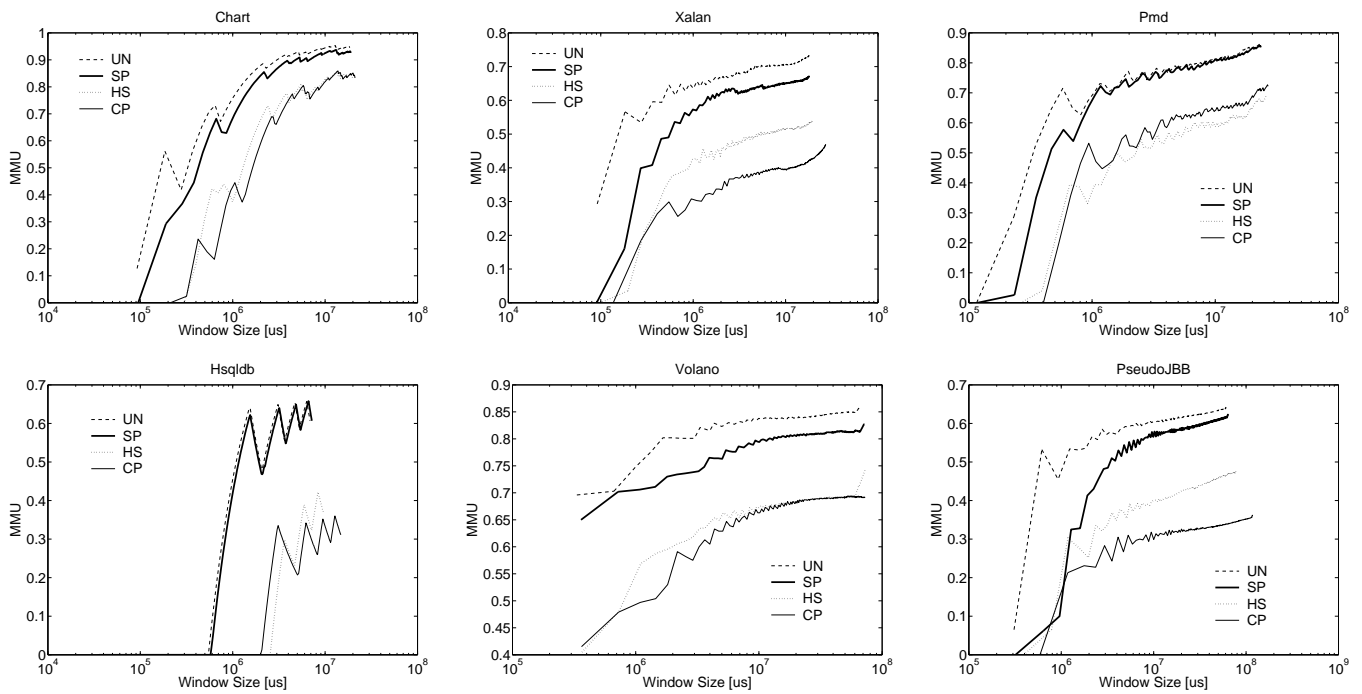 Chart
MMU
1
0.9
0.8
0.7
0.6
0.5
0.4
0.3
0.2
0.1
0
UN
SP
HS
CP
10^4 10^5 10^6 10^7 10^8
Window Size [us]
Xalan
MMU
0.8
0.7
0.6
0.5
0.4
0.3
0.2
0.1
0
UN
SP
HS
CP
10^4 10^5 10^6 10^7 10^8
Window Size [us]
Pmd
MMU
0.9
0.8
0.7
0.6
0.5
0.4
0.3
0.2
0.1
0
UN
SP
HS
CP
10^5 10^6 10^7 10^8
Window Size [us]
Hsqldb
MMU
0.7
0.6
0.5
0.4
0.3
0.2
0.1
0
UN
SP
HS
CP
10^4 10^5 10^6 10^7 10^8
Window Size [us]
Volano
MMU
0.9
0.85
0.8
0.75
0.7
0.65
0.6
0.55
0.5
0.45
0.4
UN
SP
HS
CP
10^5 10^6 10^7 10^8
Window Size [us]
PseudoJBB
MMU
0.7
0.6
0.5
0.4
0.3
0.2
0.1
0
UN
SP
HS
CP
10^5 10^6 10^7 10^8 10^9
Window Size [us]